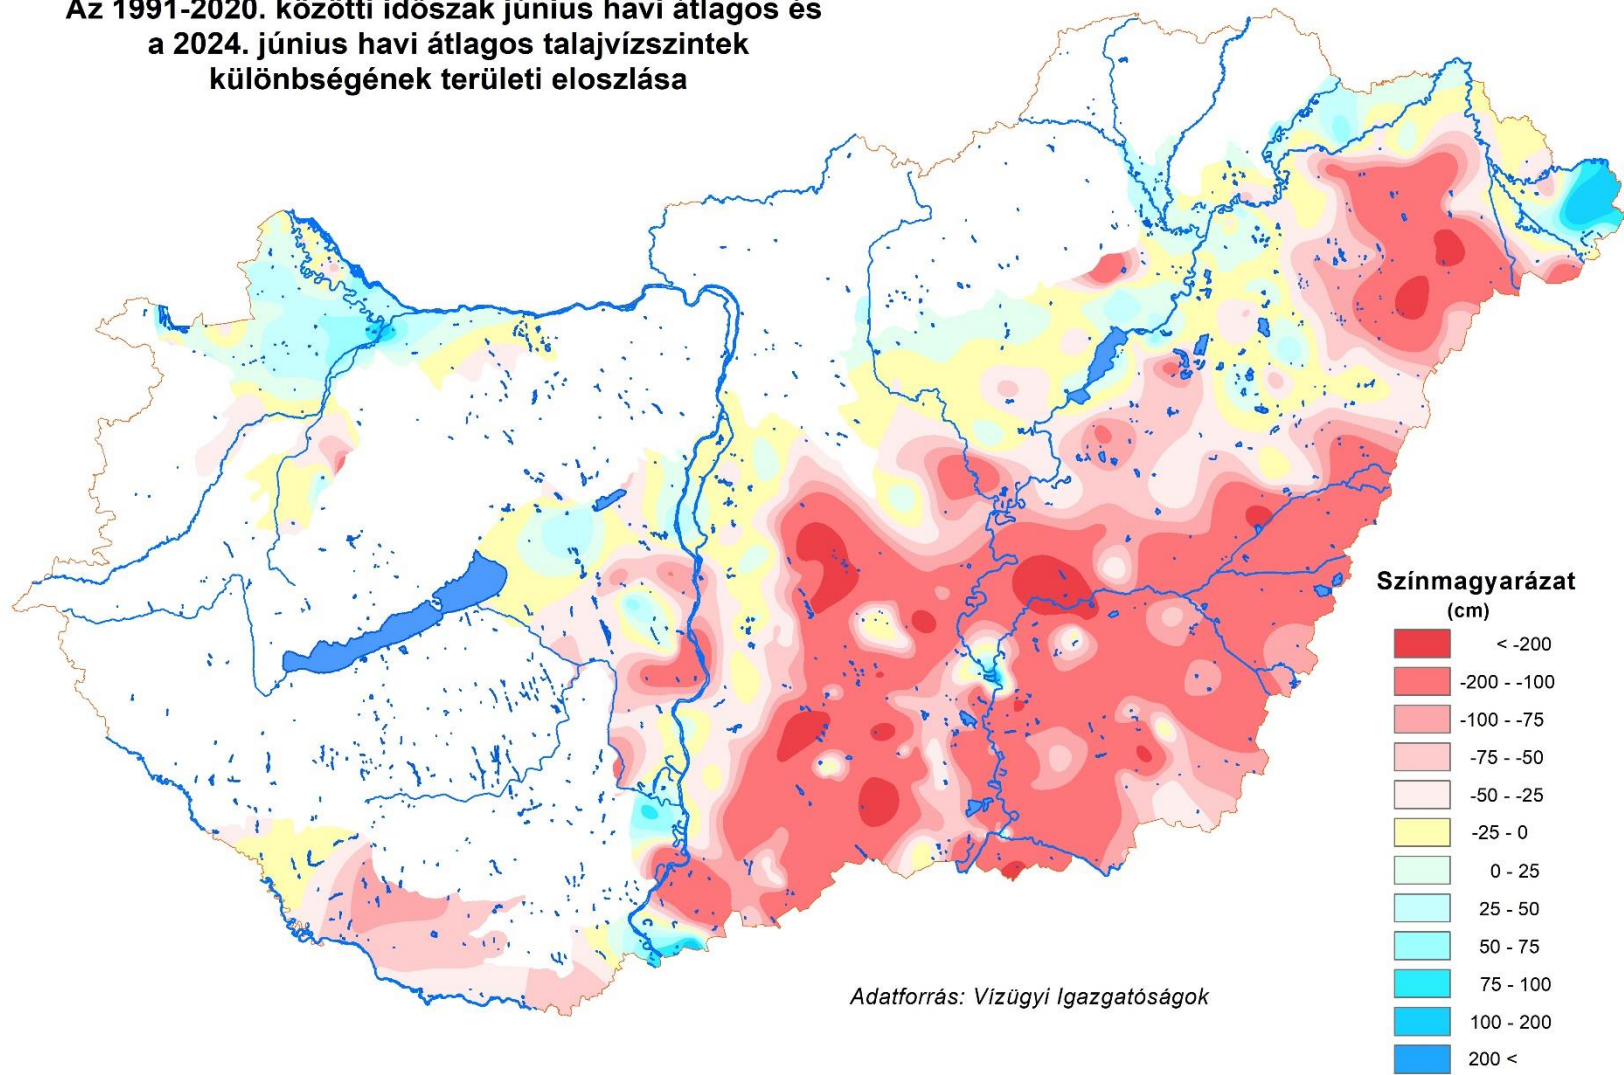 Az 1991-2020. közötti időszak június havi átlagos és
a 2024. június havi átlagos talajvízszintek
különbségének területi eloszlása
Színmagyarázat
(cm)
< -200
-200 - -100
-100 - -75
-75 - -50
-50 - -25
-25 - 0
0 - 25
25 - 50
50 - 75
75 - 100
100 - 200
200 <
Adatforrás: Vízügyi Igazgatóságok